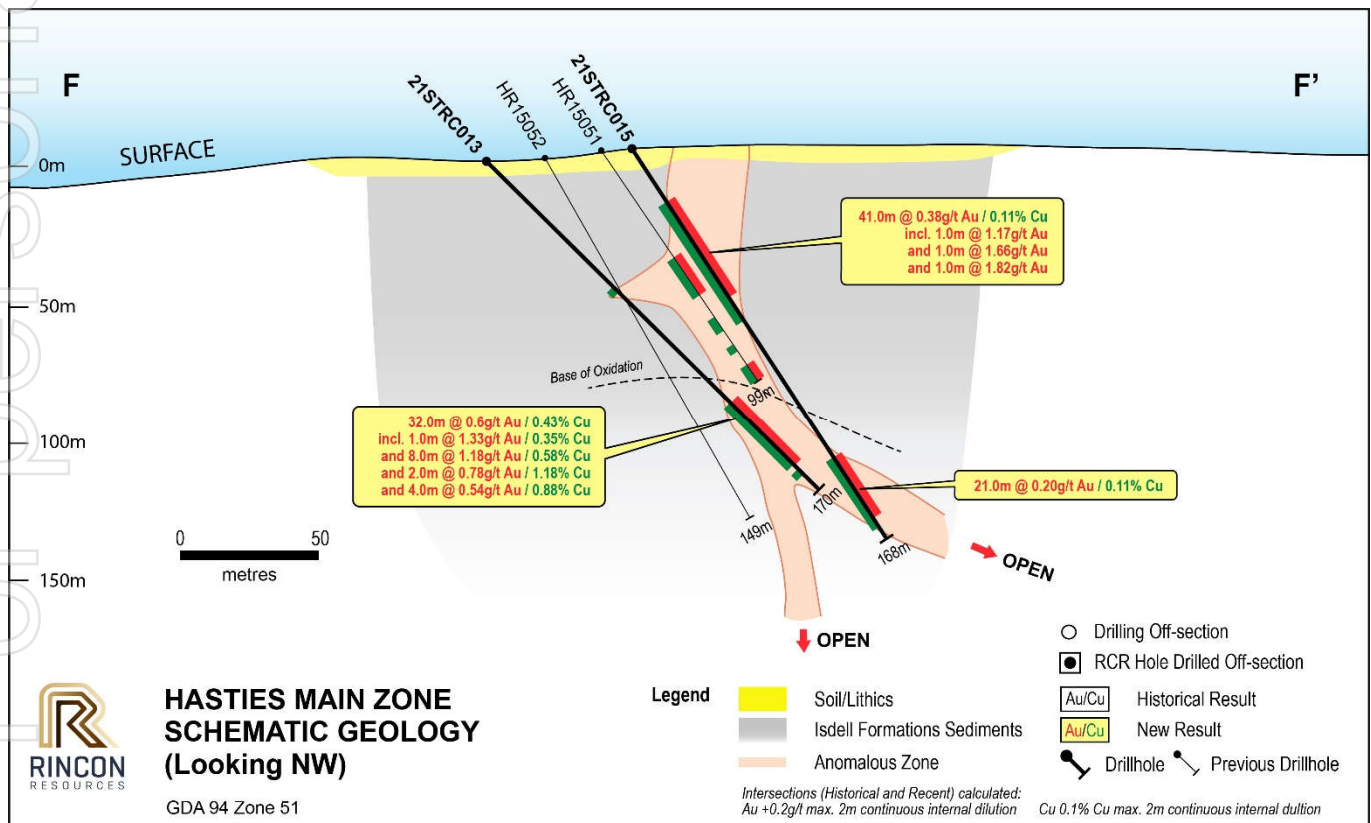 F
F'
21STRC013
HR15052
HR15051
21STRC015
SURFACE
0m
50m
100m
150m
41.0m @ 0.38g/t Au / 0.11% Cu
incl. 1.0m @ 1.17g/t Au
and 1.0m @ 1.66g/t Au
and 1.0m @ 1.82g/t Au
Base of Oxidation
99m
32.0m @ 0.6g/t Au / 0.43% Cu
incl. 1.0m @ 1.33g/t Au / 0.35% Cu
and 8.0m @ 1.18g/t Au / 0.58% Cu
and 2.0m @ 0.78g/t Au / 1.18% Cu
and 4.0m @ 0.54g/t Au / 0.88% Cu
21.0m @ 0.20g/t Au / 0.11% Cu
170m
149m
168m
0 50
metres
OPEN
OPEN
RINCON
RESOURCES
HASTIES MAIN ZONE
SCHEMATIC GEOLOGY
(Looking NW)
GDA 94 Zone 51
Legend
Soil/Lithics
Isdell Formations Sediments
Anomalous Zone
Drilling Off-section
RCR Hole Drilled Off-section
Au/Cu Historical Result
Au/Cu New Result
Drillhole Previous Drillhole
Intersections (Historical and Recent) calculated:
Au +0.2g/t max. 2m continuous internal dilution Cu 0.1% Cu max. 2m continuous internal dultion